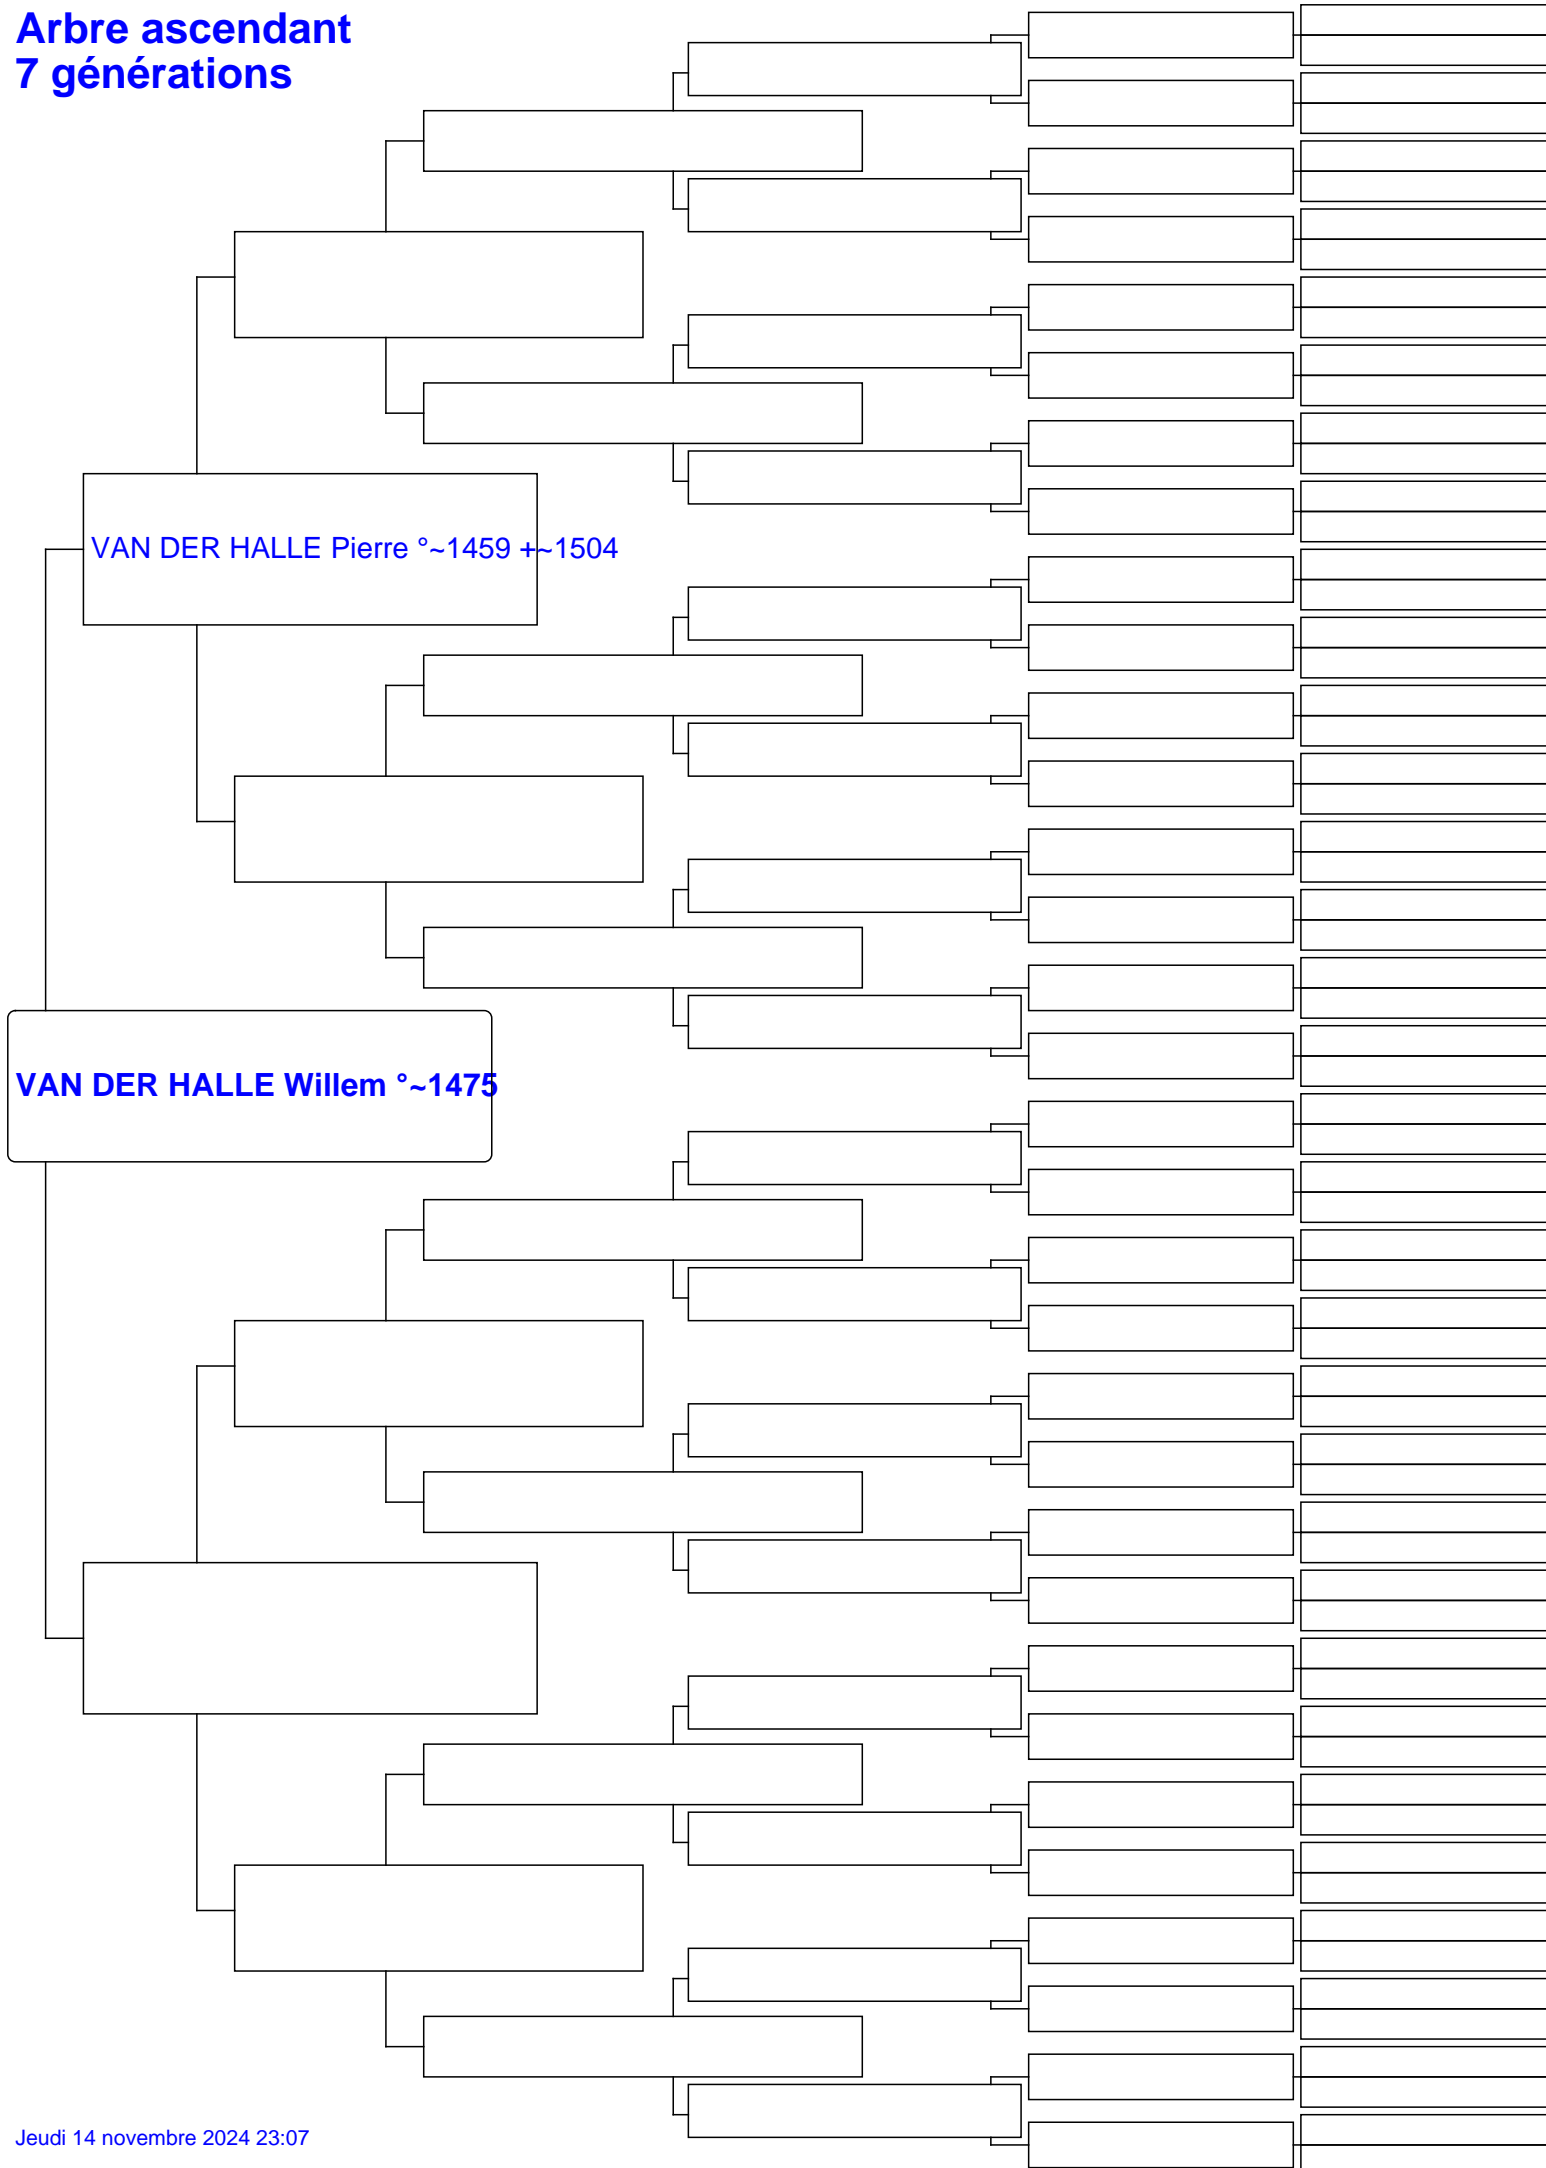 Arbre ascendant
7 générations
VAN DER HALLE Pierre °~1459 +~1504
VAN DER HALLE Willem °~1475
Jeudi 14 novembre 2024 23:07